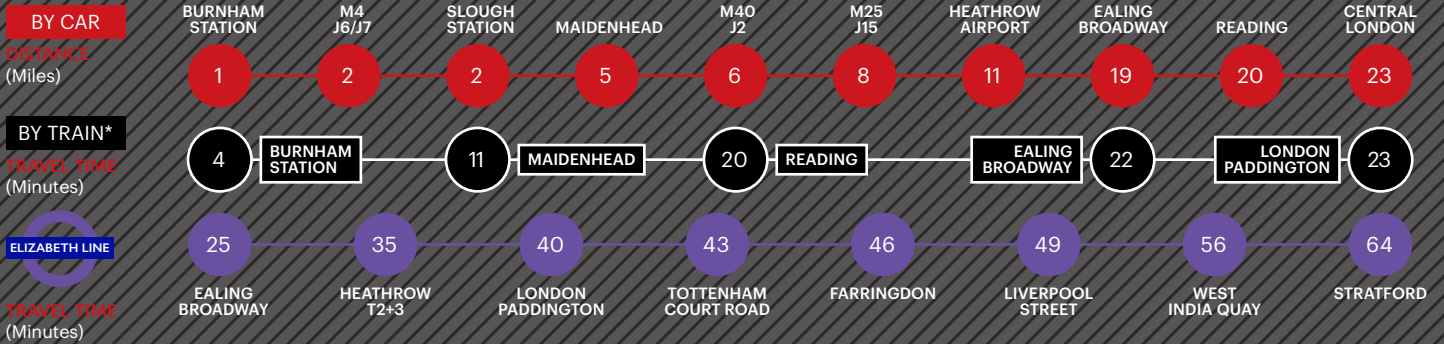 BY CAR
DISTANCE
(Miles)
BURNHAM
STATION
M4
J6/J7
SLOUGH
STATION
MAIDENHEAD
M40
J2
M25
J15
HEATHROW
AIRPORT
EALING
BROADWAY
READING
CENTRAL
LONDON
1
2
2
5
6
8
11
19
20
23
BY TRAIN*
TRAVEL TIME
(Minutes)
4
BURNHAM
STATION
11
MAIDENHEAD
20
READING
EALING
BROADWAY
22
LONDON
PADDINGTON
23
ELIZABETH LINE
TRAVEL TIME
(Minutes)
25
35
40
43
46
49
56
64
EALING
BROADWAY
HEATHROW
T2+3
LONDON
PADDINGTON
TOTTENHAM
COURT ROAD
FARRINGDON
LIVERPOOL
STREET
WEST
INDIA QUAY
STRATFORD